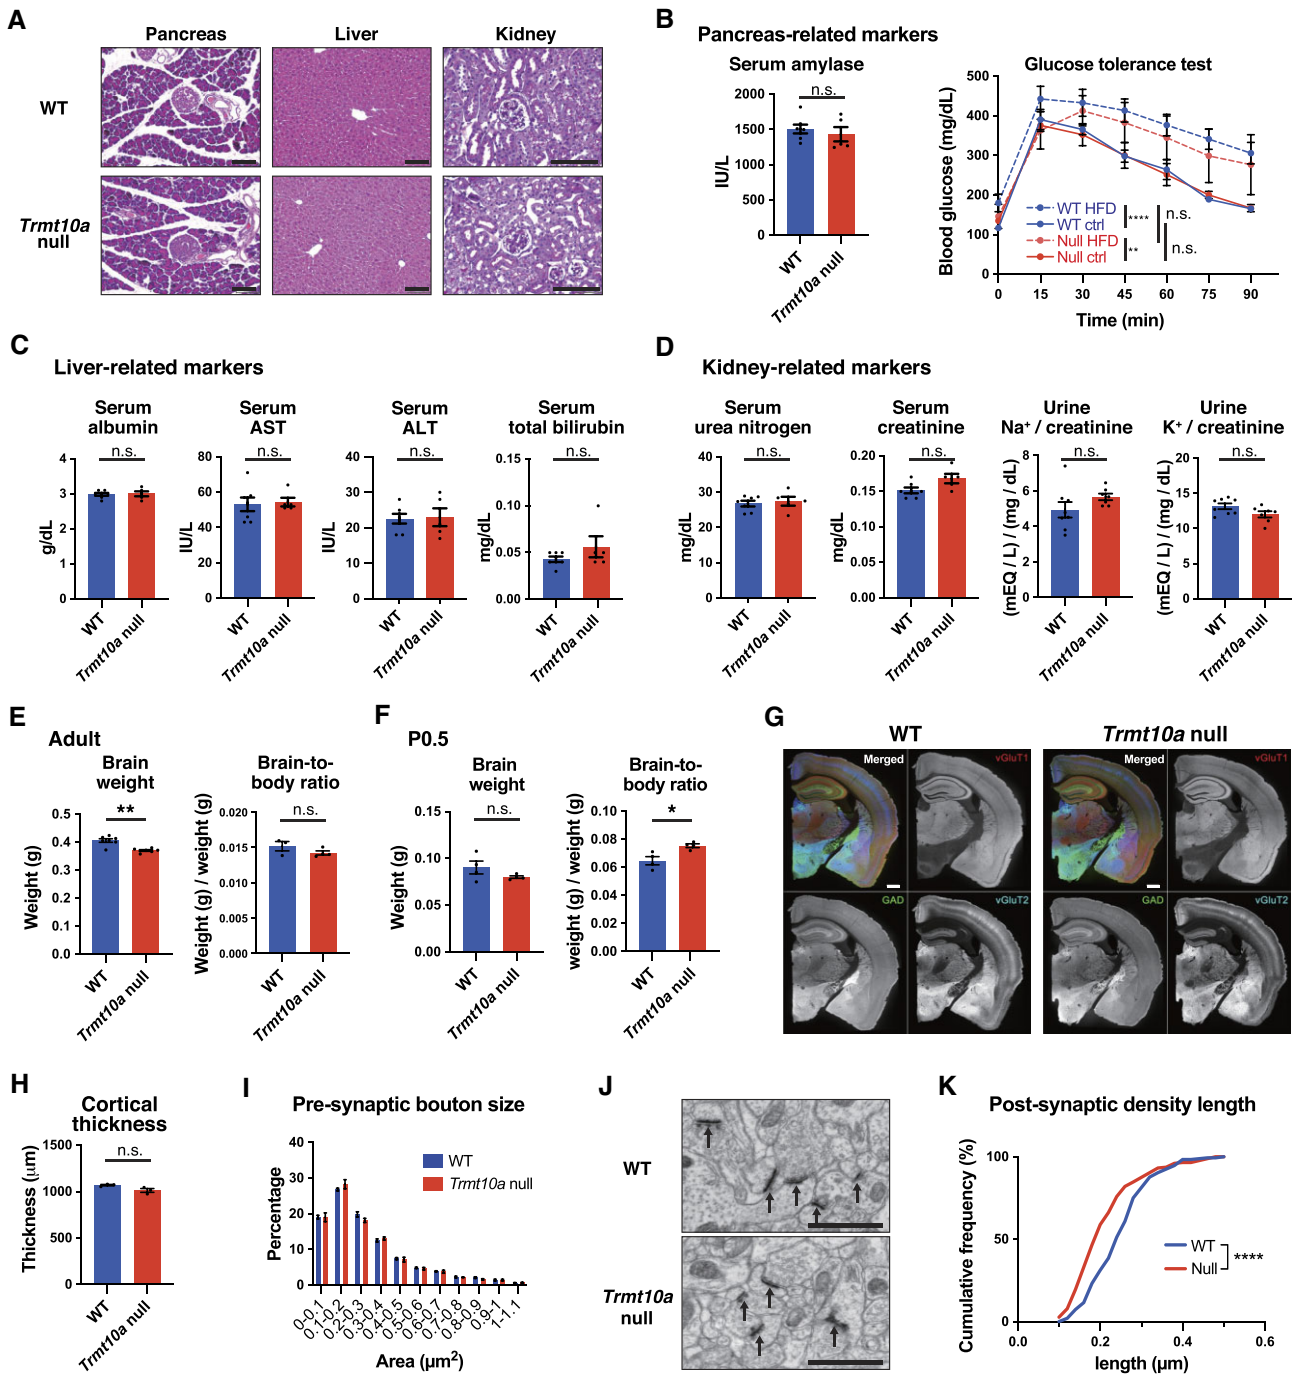 A
Pancreas
Liver
Kidney
WT
Trmt10a
null
B
Pancreas-related markers
Serum amylase
n.s.
2000
1500
1000
500
0
IU/L
WT
Trmt10a null
Glucose tolerance test
500
400
300
200
100
0
Blood glucose (mg/dL)
WT HFD
WT ctrl
Null HFD
Null ctrl
****
**
n.s.
n.s.
0 15 30 45 60 75 90
Time (min)
C
Liver-related markers
Serum
albumin
n.s.
4
3
2
1
0
g/dL
WT
Trmt10a null
Serum
AST
n.s.
80
60
40
20
0
IU/L
WT
Trmt10a null
Serum
ALT
n.s.
40
30
20
10
0
IU/L
WT
Trmt10a null
Serum
total bilirubin
n.s.
0.15
0.10
0.05
0.00
mg/dL
WT
Trmt10a null
D
Kidney-related markers
Serum
urea nitrogen
n.s.
40
30
20
10
0
mg/dL
WT
Trmt10a null
Serum
creatinine
n.s.
0.20
0.15
0.10
0.05
0.00
mg/dL
WT
Trmt10a null
Urine
Na⁺ / creatinine
n.s.
8
6
4
2
0
(mEQ / L) / (mg / dL)
WT
Trmt10a null
Urine
K⁺ / creatinine
n.s.
20
15
10
5
0
(mEQ / L) / (mg / dL)
WT
Trmt10a null
E
Adult
Brain
weight
**
0.5
0.4
0.3
0.2
0.1
0.0
Weight (g)
WT
Trmt10a null
Brain-to-
body ratio
n.s.
0.020
0.015
0.010
0.005
0.000
Weight (g) / weight (g)
WT
Trmt10a null
F
P0.5
Brain
weight
n.s.
0.15
0.10
0.05
0.00
Weight (g)
WT
Trmt10a null
Brain-to-
body ratio
*
0.10
0.08
0.06
0.04
0.02
0.00
weight (g) / weight (g)
WT
Trmt10a null
G
WT
Trmt10a null
Merged
vGluT1
GAD
vGluT2
Merged
vGluT1
GAD
vGluT2
H
Cortical
thickness
n.s.
1500
1000
500
0
Thickness (µm)
WT
Trmt10a null
I
Pre-synaptic bouton size
40
30
20
10
0
Percentage
WT
Trmt10a null
0-0.1
0.1-0.2
0.2-0.3
0.3-0.4
0.4-0.5
0.5-0.6
0.6-0.7
0.7-0.8
0.8-0.9
0.9-1
1-1.1
Area (µm²)
J
WT
Trmt10a
null
K
Post-synaptic density length
100
50
0
Cumulative frequency (%)
WT
Null
****
0.0 0.2 0.4 0.6
length (µm)